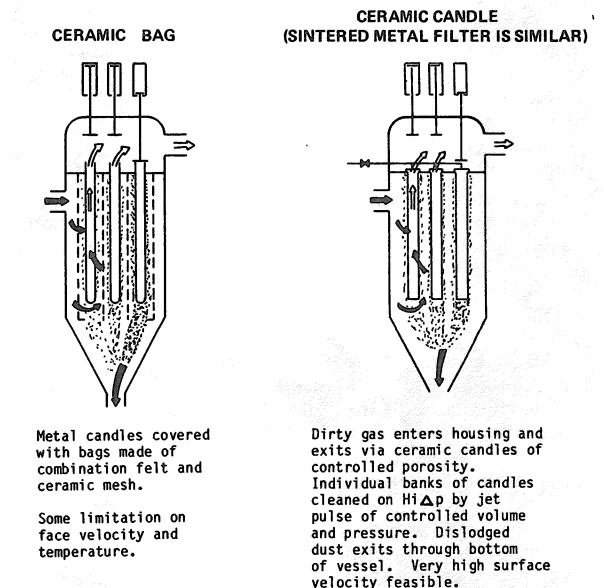 CERAMIC BAG
Metal candles covered
with bags made of
combination felt and
ceramic mesh.
Some limitation on
face velocity and
temperature.
CERAMIC CANDLE
(SINTERED METAL FILTER IS SIMILAR)
Dirty gas enters housing and
exits via ceramic candles of
controlled porosity.
Individual banks of candles
cleaned on Hi△p by jet
pulse of controlled volume
and pressure. Dislodged
dust exits through bottom
of vessel. Very high surface
velocity feasible.